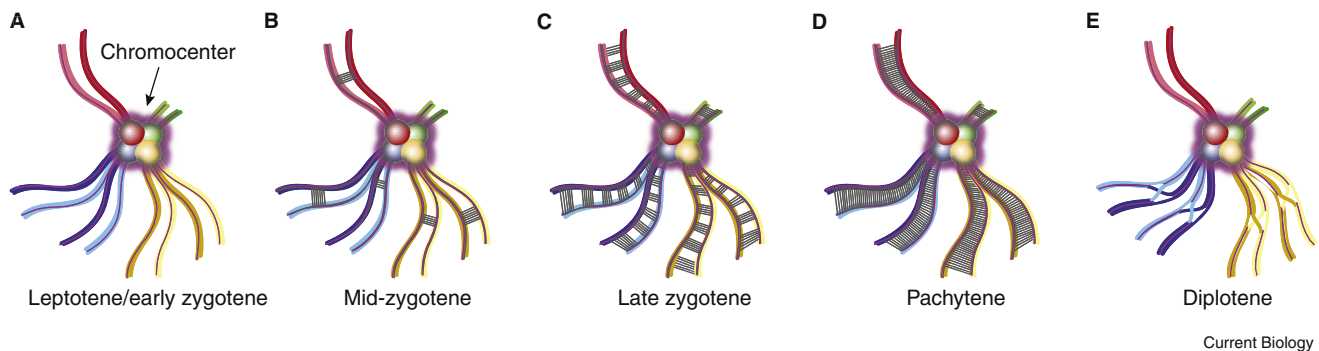 A
B
C
D
E
Chromocenter
Leptotene/early zygotene
Mid-zygotene
Late zygotene
Pachytene
Diplotene
Current Biology